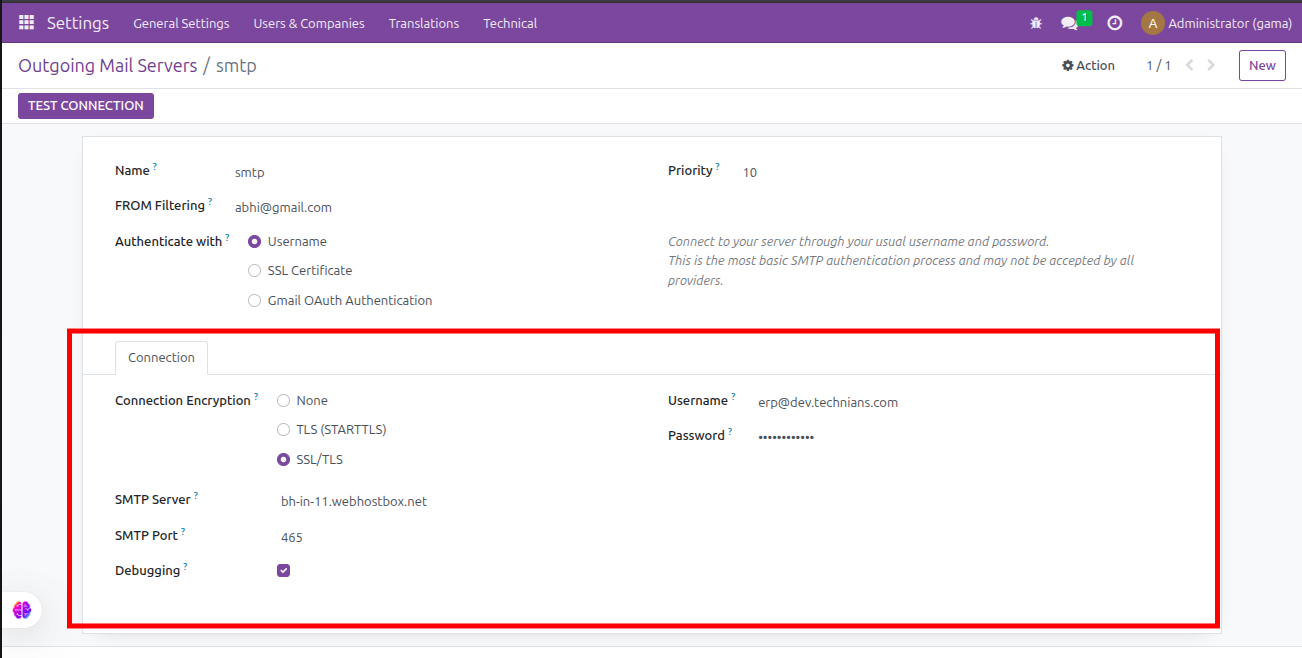 Settings General Settings Users & Companies Translations Technical 1 A Administrator (gama)
Outgoing Mail Servers / smtp Action 1 / 1 New
TEST CONNECTION
Name ? smtp Priority ? 10
FROM Filtering ? abhi@gmail.com
Authenticate with ? Username Connect to your server through your usual username and password.
SSL Certificate This is the most basic SMTP authentication process and may not be accepted by all
providers.
Gmail OAuth Authentication
Connection
Connection Encryption ? None Username ? erp@dev.technians.com
TLS (STARTTLS) Password ? ••••••••••••
SSL/TLS
SMTP Server ? bh-in-11.webhostbox.net
SMTP Port ? 465
Debugging ?